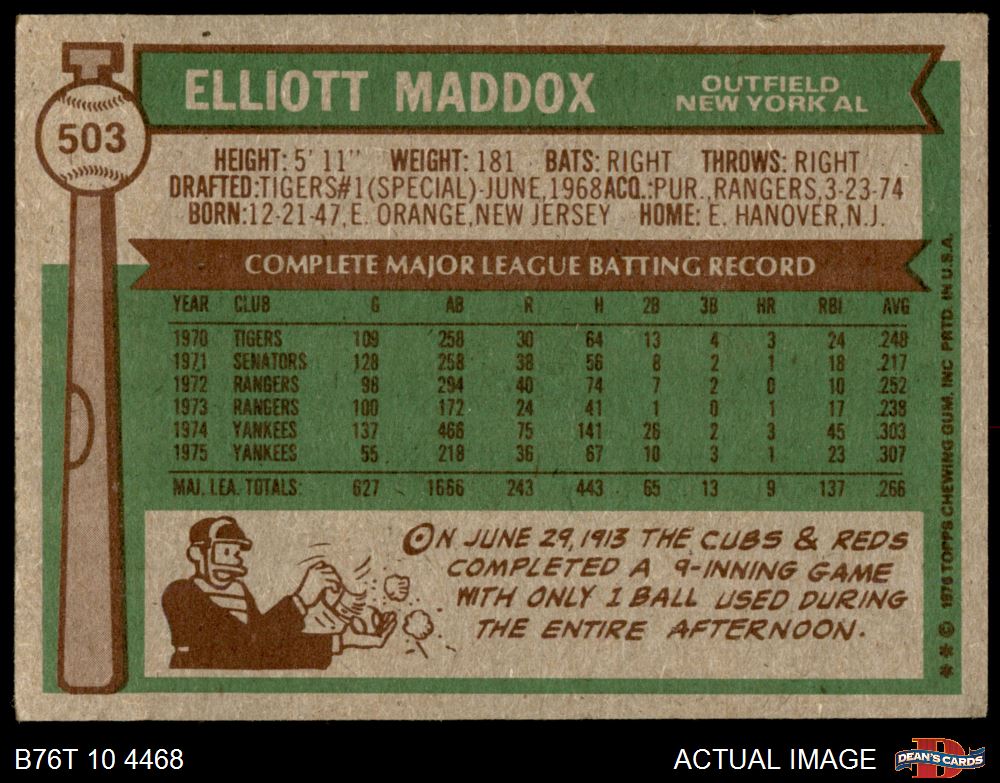 503
ELLIOTT MADDOX
OUTFIELD
NEW YORK AL
HEIGHT: 5' 11" WEIGHT: 181 BATS: RIGHT THROWS: RIGHT
DRAFTED:TIGERS#1(SPECIAL)-JUNE,1968ACQ.:PUR., RANGERS,3-23-74
BORN:12-21-47,E. ORANGE,NEW JERSEY HOME: E. HANOVER,N.J.
COMPLETE MAJOR LEAGUE BATTING RECORD
YEAR CLUB G AB R H 2B 3B HR RBI AVG
1970 TIGERS 109 258 30 64 13 4 3 24 .248
1971 SENATORS 128 258 38 56 8 2 1 18 .217
1972 RANGERS 98 294 40 74 7 2 0 10 .252
1973 RANGERS 100 172 24 41 1 0 1 17 .238
1974 YANKEES 137 466 75 141 26 2 3 45 .303
1975 YANKEES 55 218 36 67 10 3 1 23 .307
MAJ. LEA. TOTALS: 627 1666 243 443 65 13 9 137 .266
ON JUNE 29, 1913 THE CUBS & REDS
COMPLETED A 9-INNING GAME
WITH ONLY 1 BALL USED DURING
THE ENTIRE AFTERNOON.
* * © 1976 TOPPS CHEWING GUM, INC PRTD. IN U.S.A.
B76T 10 4468
ACTUAL IMAGE
D
DEAN'S CARDS